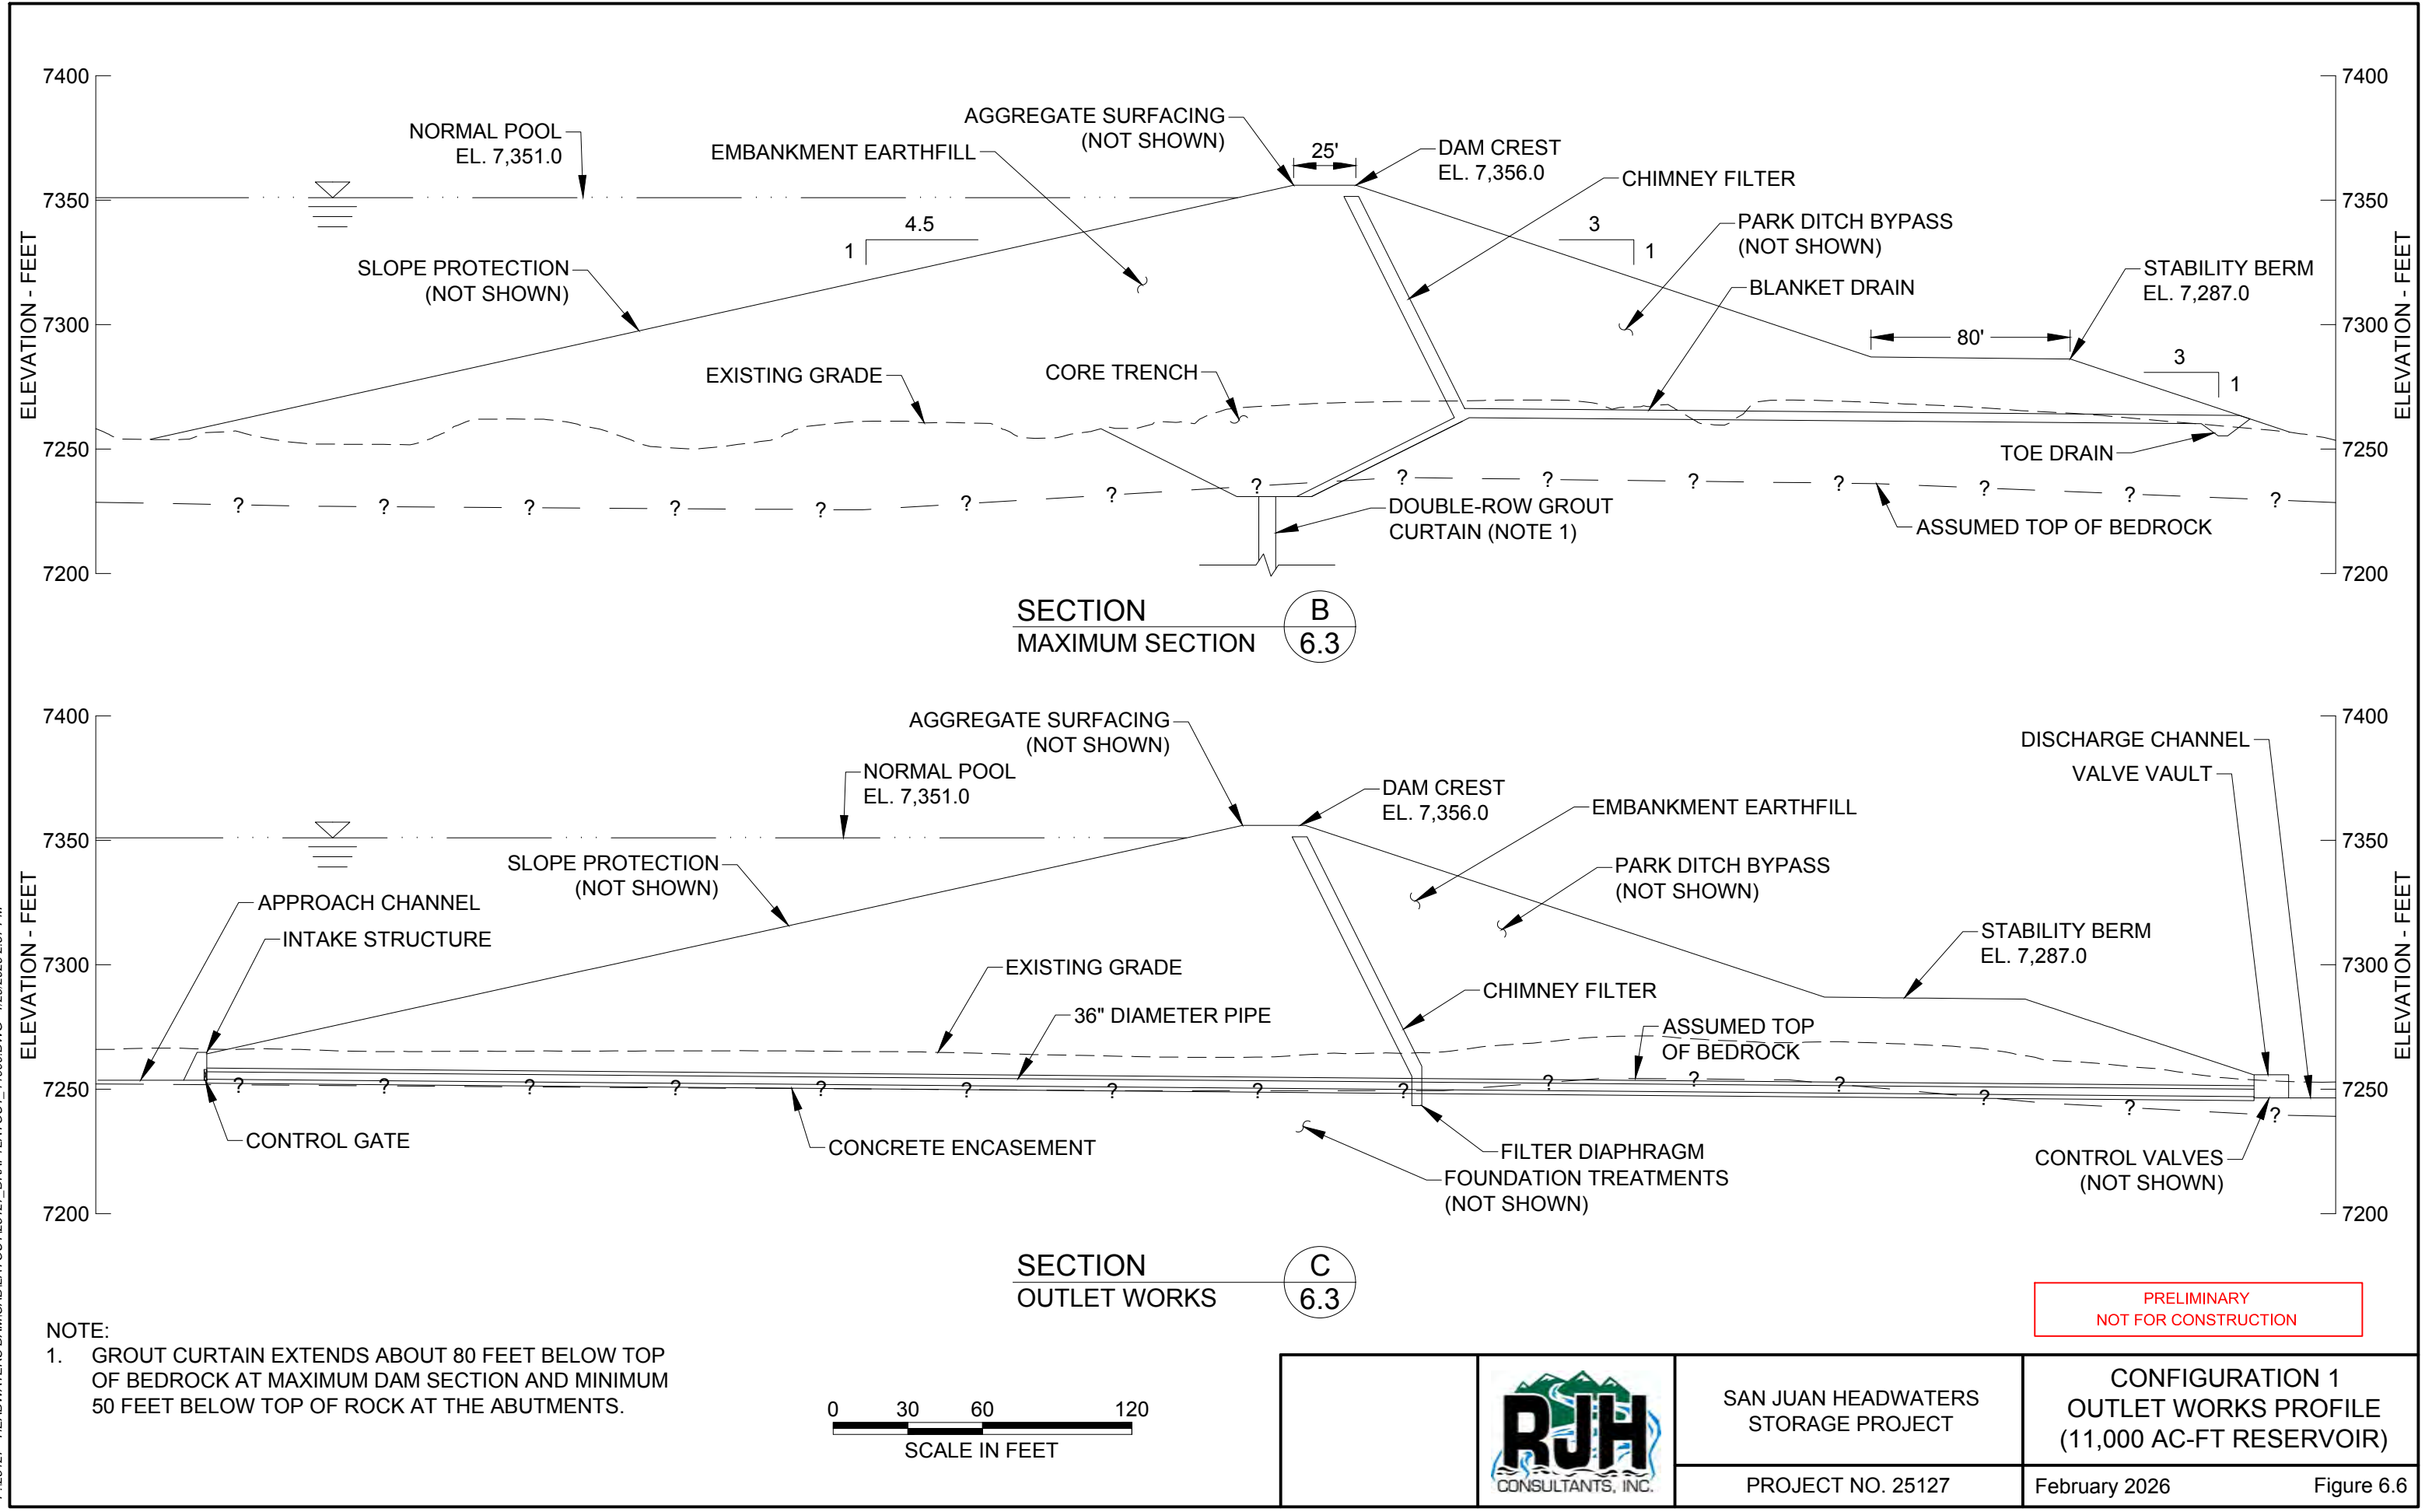 7400
7350
7300
7250
7200
ELEVATION - FEET
NORMAL POOL
EL. 7,351.0
SLOPE PROTECTION
(NOT SHOWN)
EMBANKMENT EARTHFILL
AGGREGATE SURFACING
(NOT SHOWN)
25'
DAM CREST
EL. 7,356.0
CHIMNEY FILTER
4.5
1
3
1
PARK DITCH BYPASS
(NOT SHOWN)
BLANKET DRAIN
STABILITY BERM
EL. 7,287.0
80'
3
1
EXISTING GRADE
CORE TRENCH
TOE DRAIN
? ? ? ? ? ? ? ? ? ? ? ? ? ? ?
DOUBLE-ROW GROUT
CURTAIN (NOTE 1)
ASSUMED TOP OF BEDROCK
7400
7350
7300
7250
7200
ELEVATION - FEET
SECTION B
MAXIMUM SECTION 6.3
7400
7350
7300
7250
7200
ELEVATION - FEET
AGGREGATE SURFACING
(NOT SHOWN)
NORMAL POOL
EL. 7,351.0
DAM CREST
EL. 7,356.0
EMBANKMENT EARTHFILL
DISCHARGE CHANNEL
VALVE VAULT
SLOPE PROTECTION
(NOT SHOWN)
PARK DITCH BYPASS
(NOT SHOWN)
APPROACH CHANNEL
INTAKE STRUCTURE
STABILITY BERM
EL. 7,287.0
EXISTING GRADE
CHIMNEY FILTER
36" DIAMETER PIPE
ASSUMED TOP
OF BEDROCK
? ? ? ? ? ? ? ? ? ? ? ? ? ? ?
CONTROL GATE
CONCRETE ENCASEMENT
FILTER DIAPHRAGM
FOUNDATION TREATMENTS
(NOT SHOWN)
CONTROL VALVES
(NOT SHOWN)
7400
7350
7300
7250
7200
ELEVATION - FEET
SECTION C
OUTLET WORKS 6.3
NOTE:
1. GROUT CURTAIN EXTENDS ABOUT 80 FEET BELOW TOP
OF BEDROCK AT MAXIMUM DAM SECTION AND MINIMUM
50 FEET BELOW TOP OF ROCK AT THE ABUTMENTS.
0 30 60 120
SCALE IN FEET
PRELIMINARY
NOT FOR CONSTRUCTION
RJH
CONSULTANTS, INC.
SAN JUAN HEADWATERS
STORAGE PROJECT
PROJECT NO. 25127
CONFIGURATION 1
OUTLET WORKS PROFILE
(11,000 AC-FT RESERVOIR)
February 2026
Figure 6.6